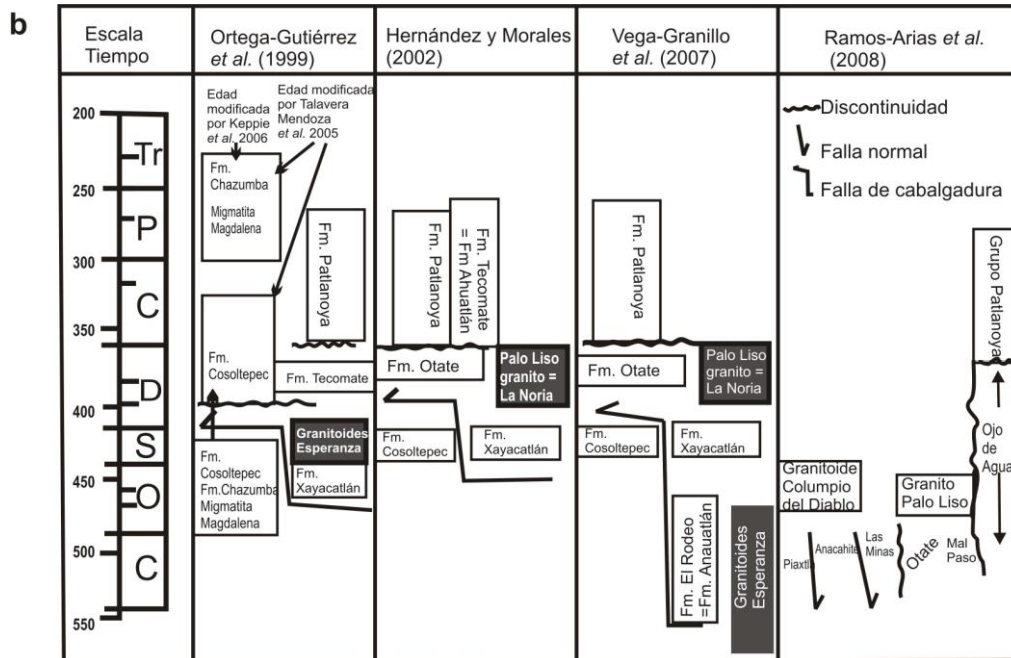 b
Escala
Tiempo
Ortega-Gutiérrez
et al. (1999)
Hernández y Morales
(2002)
Vega-Granillo
et al. (2007)
Ramos-Arias et al.
(2008)
200
250
300
350
400
450
500
550
Tr
P
C
D
S
O
C
Edad
modificada
por Keppie
et al. 2006
Edad modificada
por Talavera
Mendoza
et al. 2005
Fm.
Chazumba
Migmatita
Magdalena
Fm. Patlanoya
Fm.
Cosoltepec
Fm. Tecomate
Granitoides
Esperanza
Fm.
Cosoltepec
Fm.Chazumba
Migmatita
Magdalena
Fm.
Xayacatlán
Fm. Patlanoya
Fm. Tecomate
= Fm Ahuatlán
Fm. Otate
Palo Liso
granito =
La Noria
Fm.
Cosoltepec
Fm.
Xayacatlán
Fm. Patlanoya
Fm. Otate
Palo Liso
granito =
La Noria
Fm.
Cosoltepec
Fm.
Xayacatlán
Fm. El Rodeo
=Fm. Anauatlán
Granitoides
Esperanza
Discontinuidad
Falla normal
Falla de cabalgadura
Grupo Patlanoya
Ojo
de
Agua
Granitoide
Columpio
del Diablo
Granito
Palo Liso
Piaxtla
Anacahite
Las
Minas
Otate
Mal
Paso